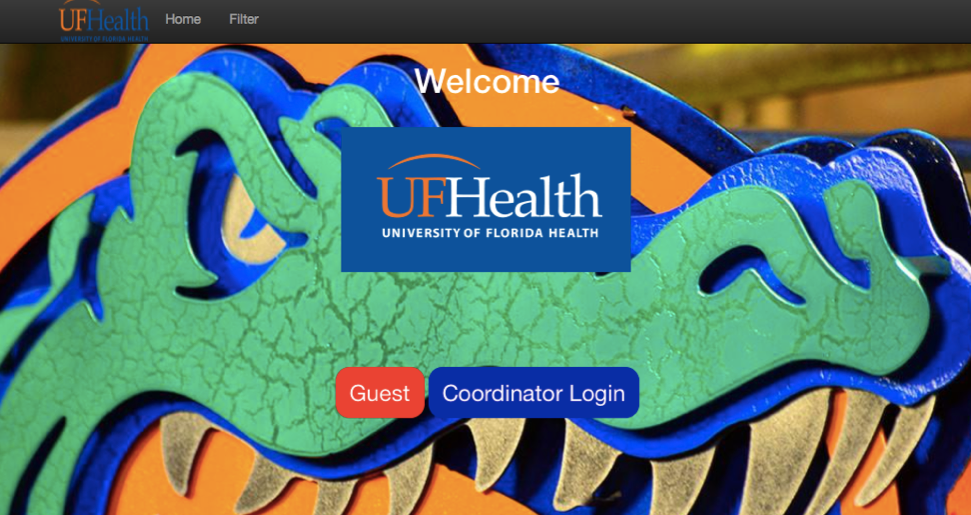 UFHealth
UNIVERSITY OF FLORIDA HEALTH
Home
Filter
Welcome
UFHealth
UNIVERSITY OF FLORIDA HEALTH
Guest
Coordinator Login